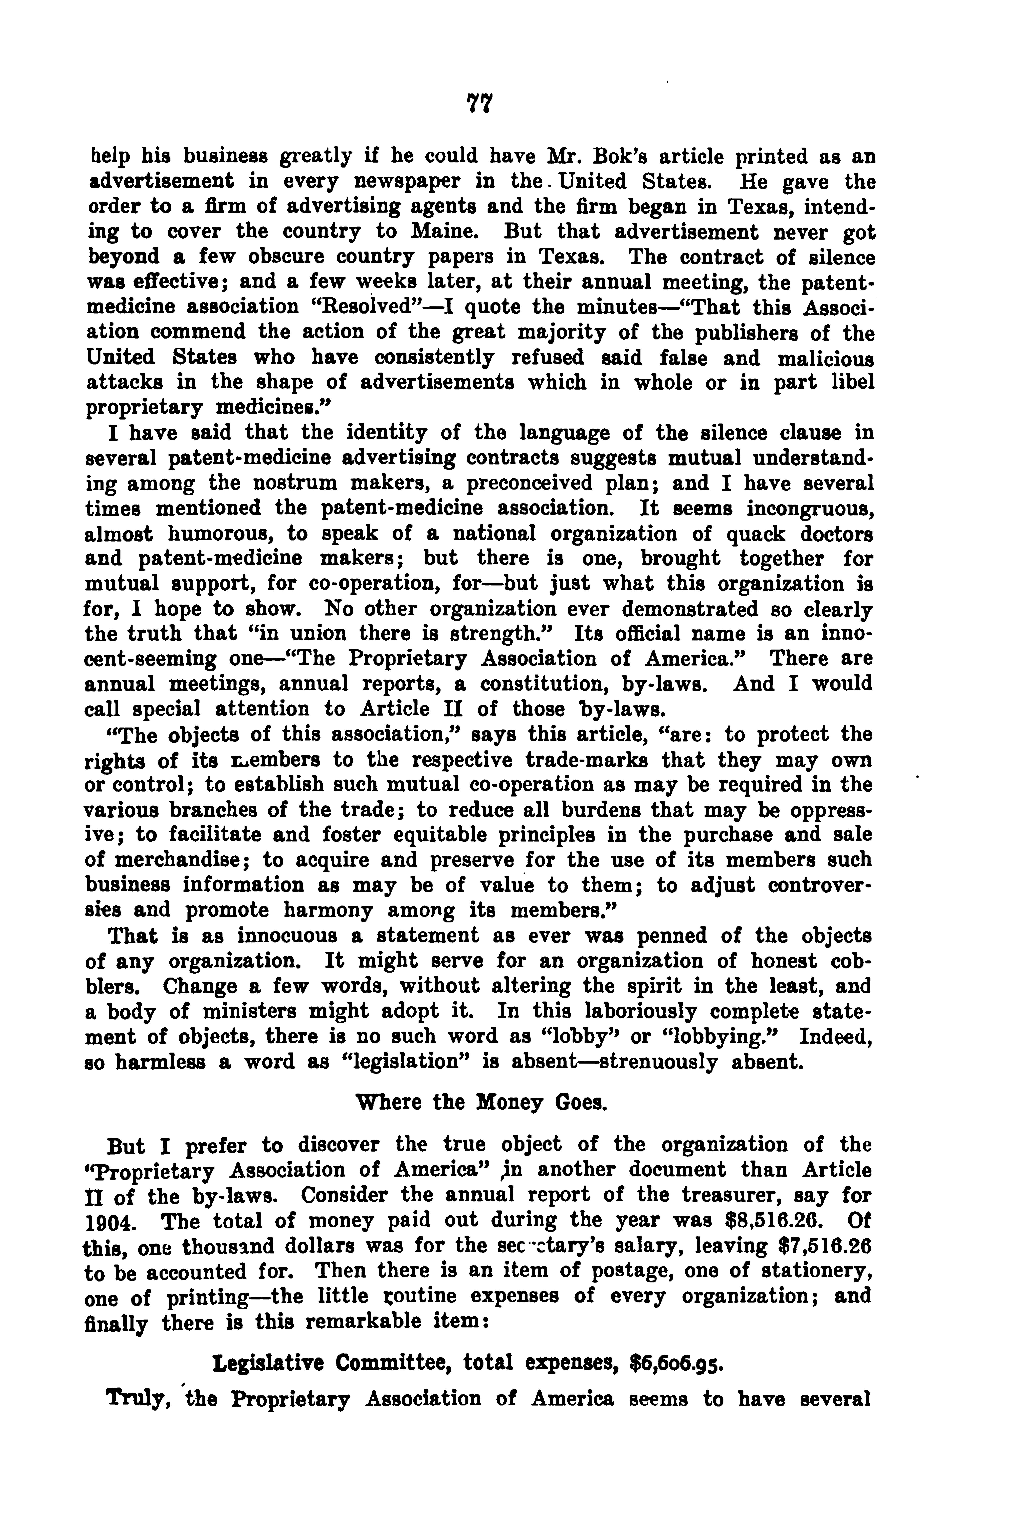 77
help his business greatly if he could have Mr. Bok's article printed as an
advertisement in every newspaper in the United States. He gave the
order to a firm of advertising agents and the firm began in Texas, intend-
ing to cover the country to Maine. But that advertisement never got
beyond a few obscure country papers in Texas. The contract of silence
was effective; and a few weeks later, at their annual meeting, the patent-
medicine association "Resolved"—I quote the minutes—"That this Associ-
ation commend the action of the great majority of the publishers of the
United States who have consistently refused said false and malicious
attacks in the shape of advertisements which in whole or in part libel
proprietary medicines."
I have said that the identity of the language of the silence clause in
several patent-medicine advertising contracts suggests mutual understand-
ing among the nostrum makers, a preconceived plan; and I have several
times mentioned the patent-medicine association. It seems incongruous,
almost humorous, to speak of a national organization of quack doctors
and patent-medicine makers; but there is one, brought together for
mutual support, for co-operation, for—but just what this organization is
for, I hope to show. No other organization ever demonstrated so clearly
the truth that "in union there is strength." Its official name is an inno-
cent-seeming one—"The Proprietary Association of America." There are
annual meetings, annual reports, a constitution, by-laws. And I would
call special attention to Article II of those by-laws.
"The objects of this association," says this article, "are: to protect the
rights of its members to the respective trade-marks that they may own
or control; to establish such mutual co-operation as may be required in the
various branches of the trade; to reduce all burdens that may be oppress-
ive; to facilitate and foster equitable principles in the purchase and sale
of merchandise; to acquire and preserve for the use of its members such
business information as may be of value to them; to adjust controver-
sies and promote harmony among its members."
That is as innocuous a statement as ever was penned of the objects
of any organization. It might serve for an organization of honest cob-
blers. Change a few words, without altering the spirit in the least, and
a body of ministers might adopt it. In this laboriously complete state-
ment of objects, there is no such word as "lobby" or "lobbying." Indeed,
so harmless a word as "legislation" is absent—strenuously absent.
Where the Money Goes.
But I prefer to discover the true object of the organization of the
"Proprietary Association of America" in another document than Article
II of the by-laws. Consider the annual report of the treasurer, say for
1904. The total of money paid out during the year was $8,516.26. Of
this, one thousand dollars was for the secretary's salary, leaving $7,516.26
to be accounted for. Then there is an item of postage, one of stationery,
one of printing—the little routine expenses of every organization; and
finally there is this remarkable item:
Legislative Committee, total expenses, $6,606.95.
Truly, the Proprietary Association of America seems to have several